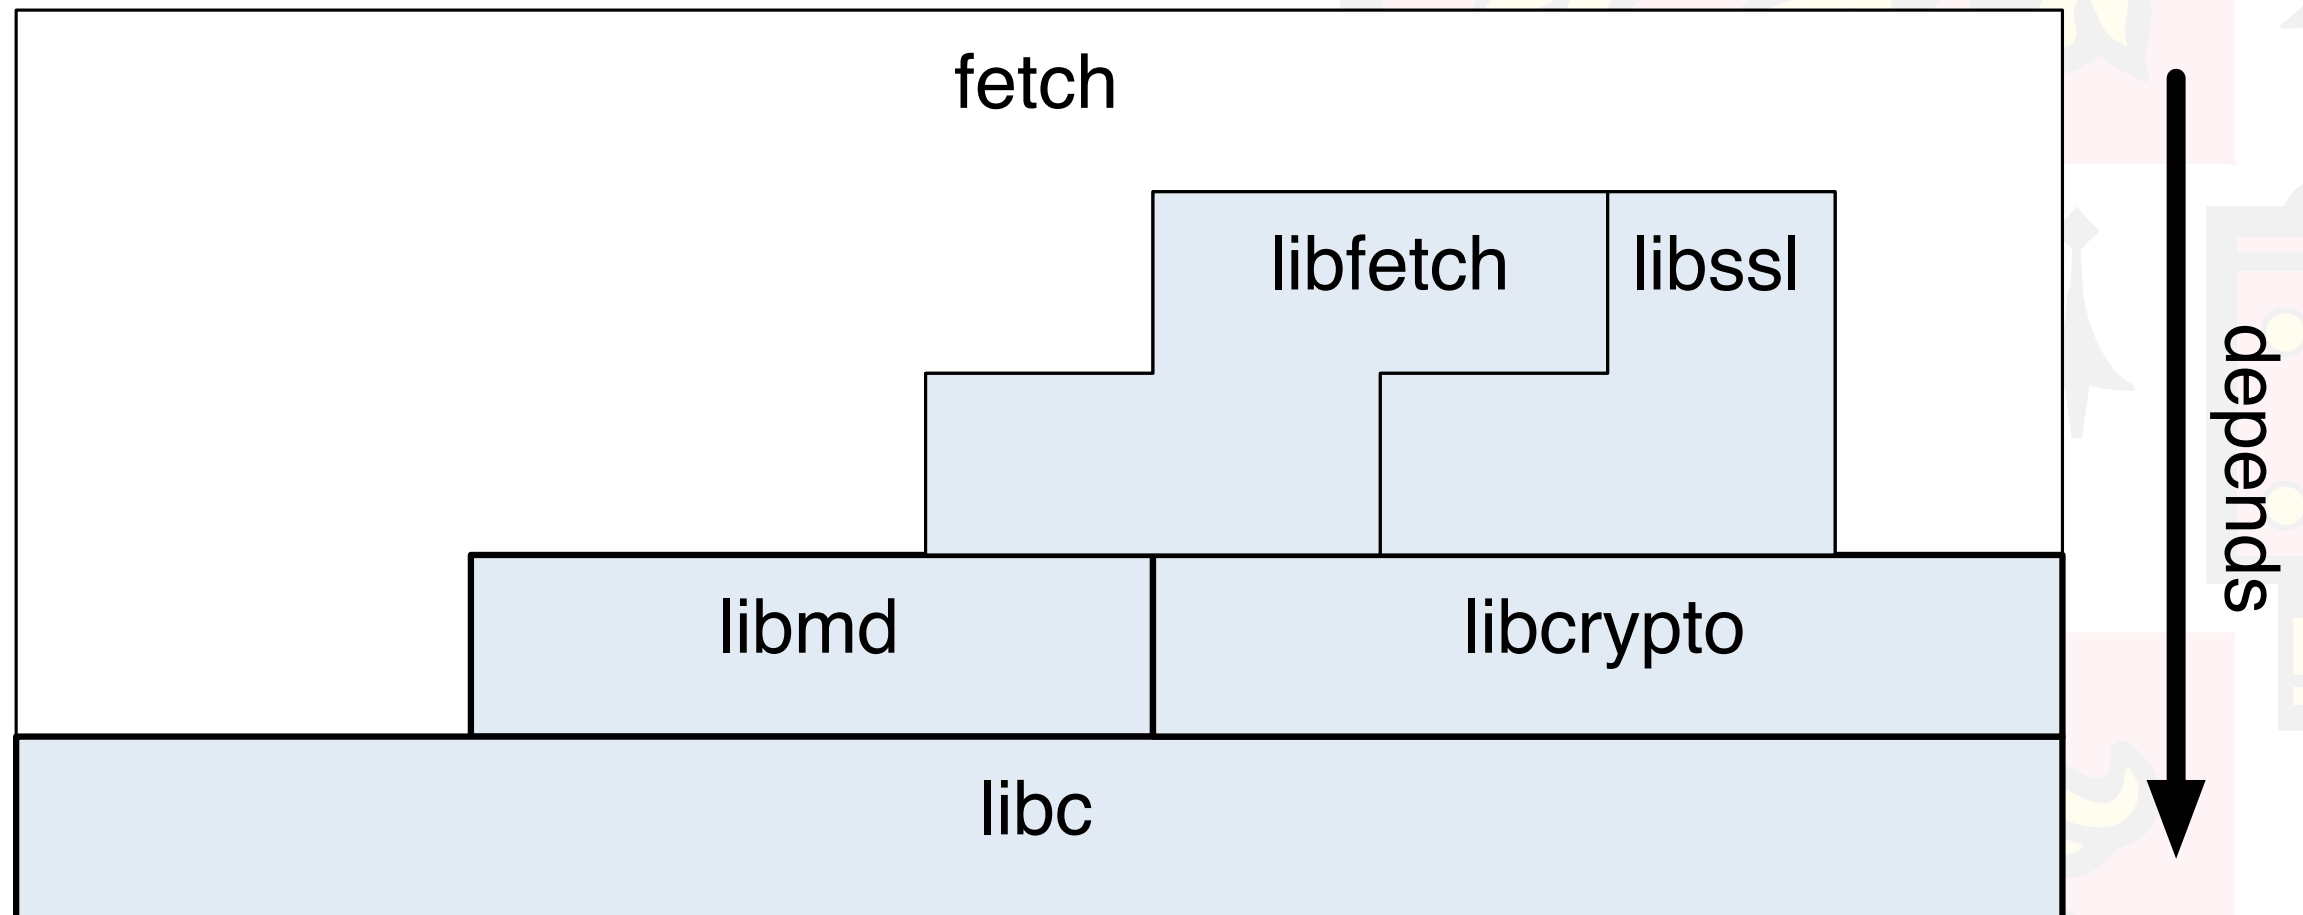 fetch
libfetch
libssl
depends
libmd
libcrypto
libc